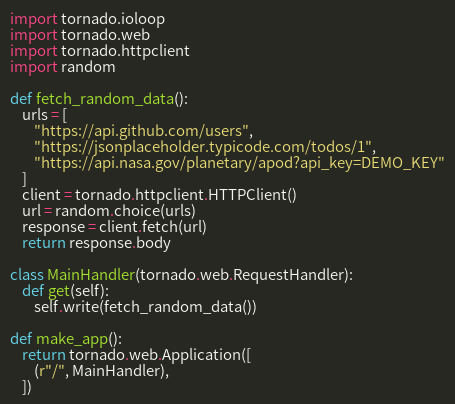 import tornado.ioloop
import tornado.web
import tornado.httpclient
import random

def fetch_random_data():
    urls = [
        "https://api.github.com/users",
        "https://jsonplaceholder.typicode.com/todos/1",
        "https://api.nasa.gov/planetary/apod?api_key=DEMO_KEY"
    ]
    client = tornado.httpclient.HTTPClient()
    url = random.choice(urls)
    response = client.fetch(url)
    return response.body

class MainHandler(tornado.web.RequestHandler):
    def get(self):
        self.write(fetch_random_data())

def make_app():
    return tornado.web.Application([
        (r"/", MainHandler),
    ])